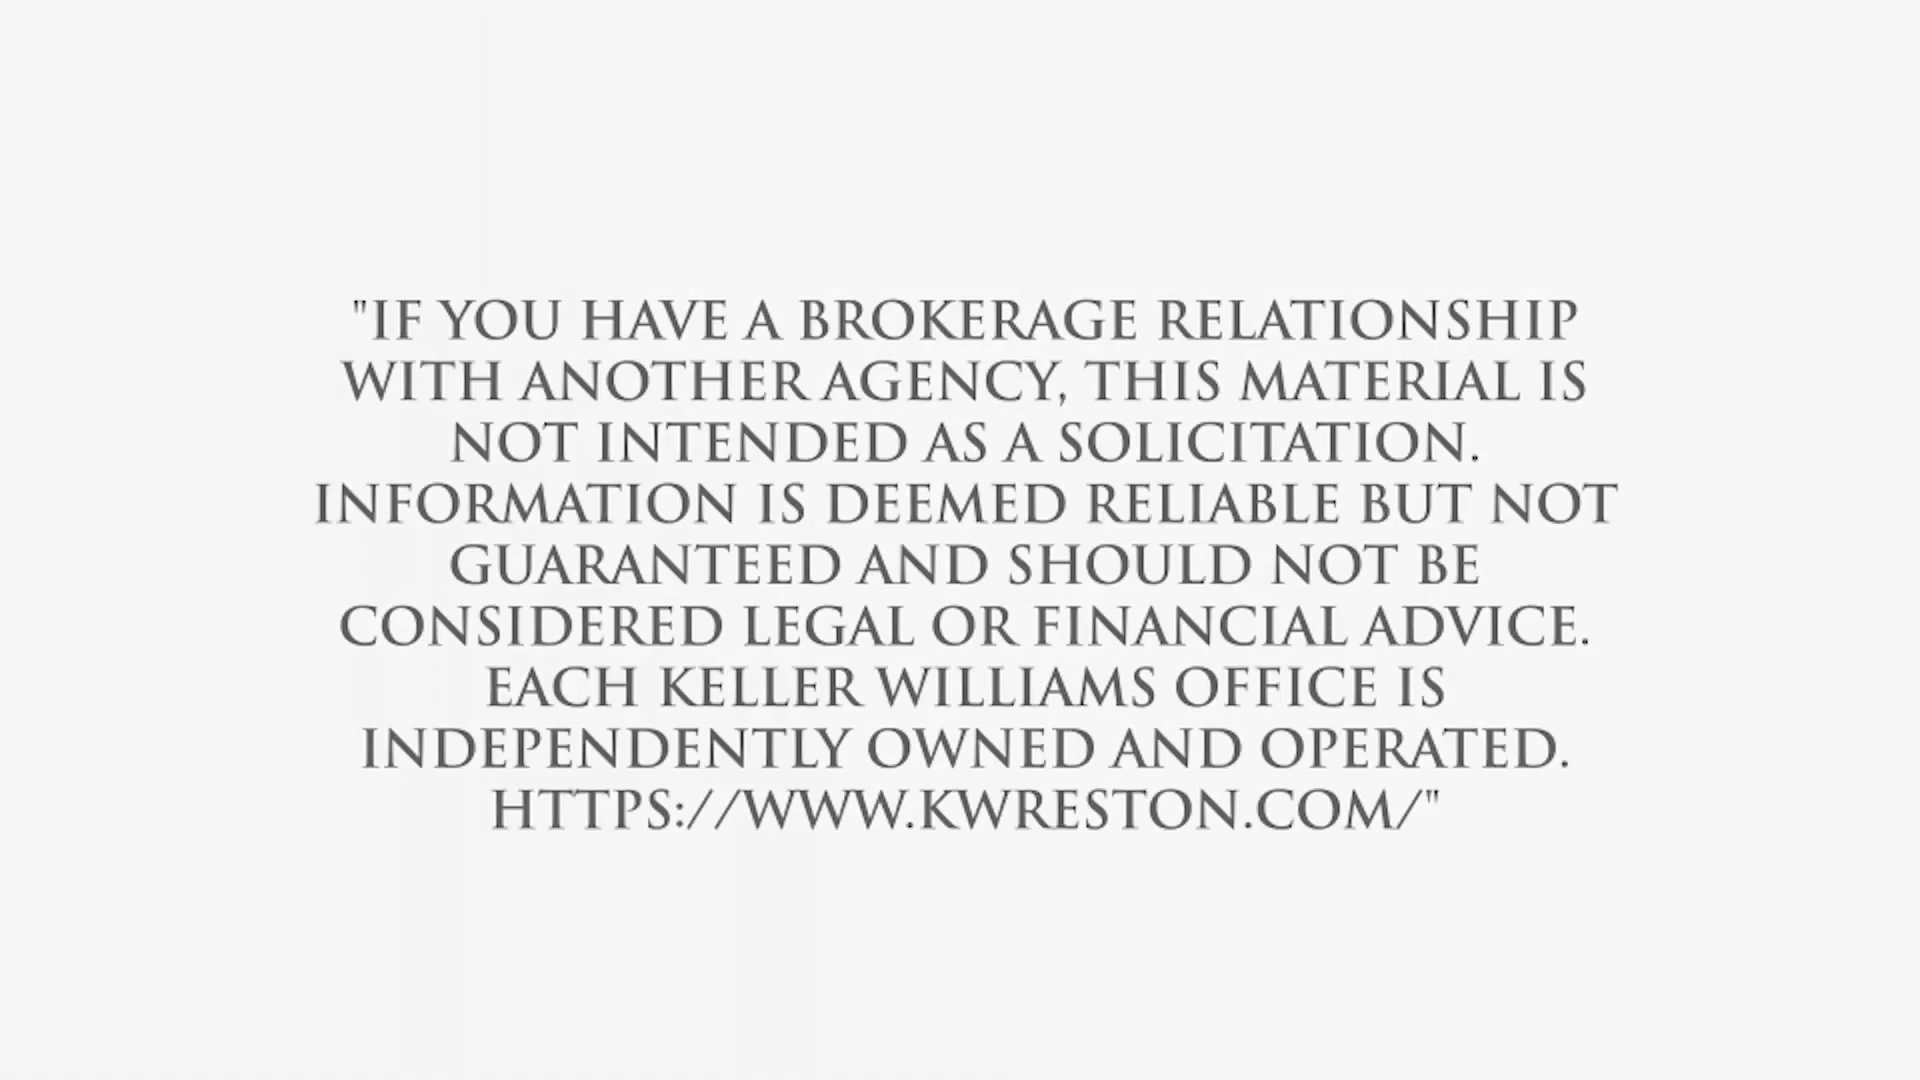 "IF YOU HAVE A BROKERAGE RELATIONSHIP
WITH ANOTHER AGENCY, THIS MATERIAL IS
NOT INTENDED AS A SOLICITATION.
INFORMATION IS DEEMED RELIABLE BUT NOT
GUARANTEED AND SHOULD NOT BE
CONSIDERED LEGAL OR FINANCIAL ADVICE.
EACH KELLER WILLIAMS OFFICE IS
INDEPENDENTLY OWNED AND OPERATED.
HTTPS://WWW.KWRESTON.COM/"